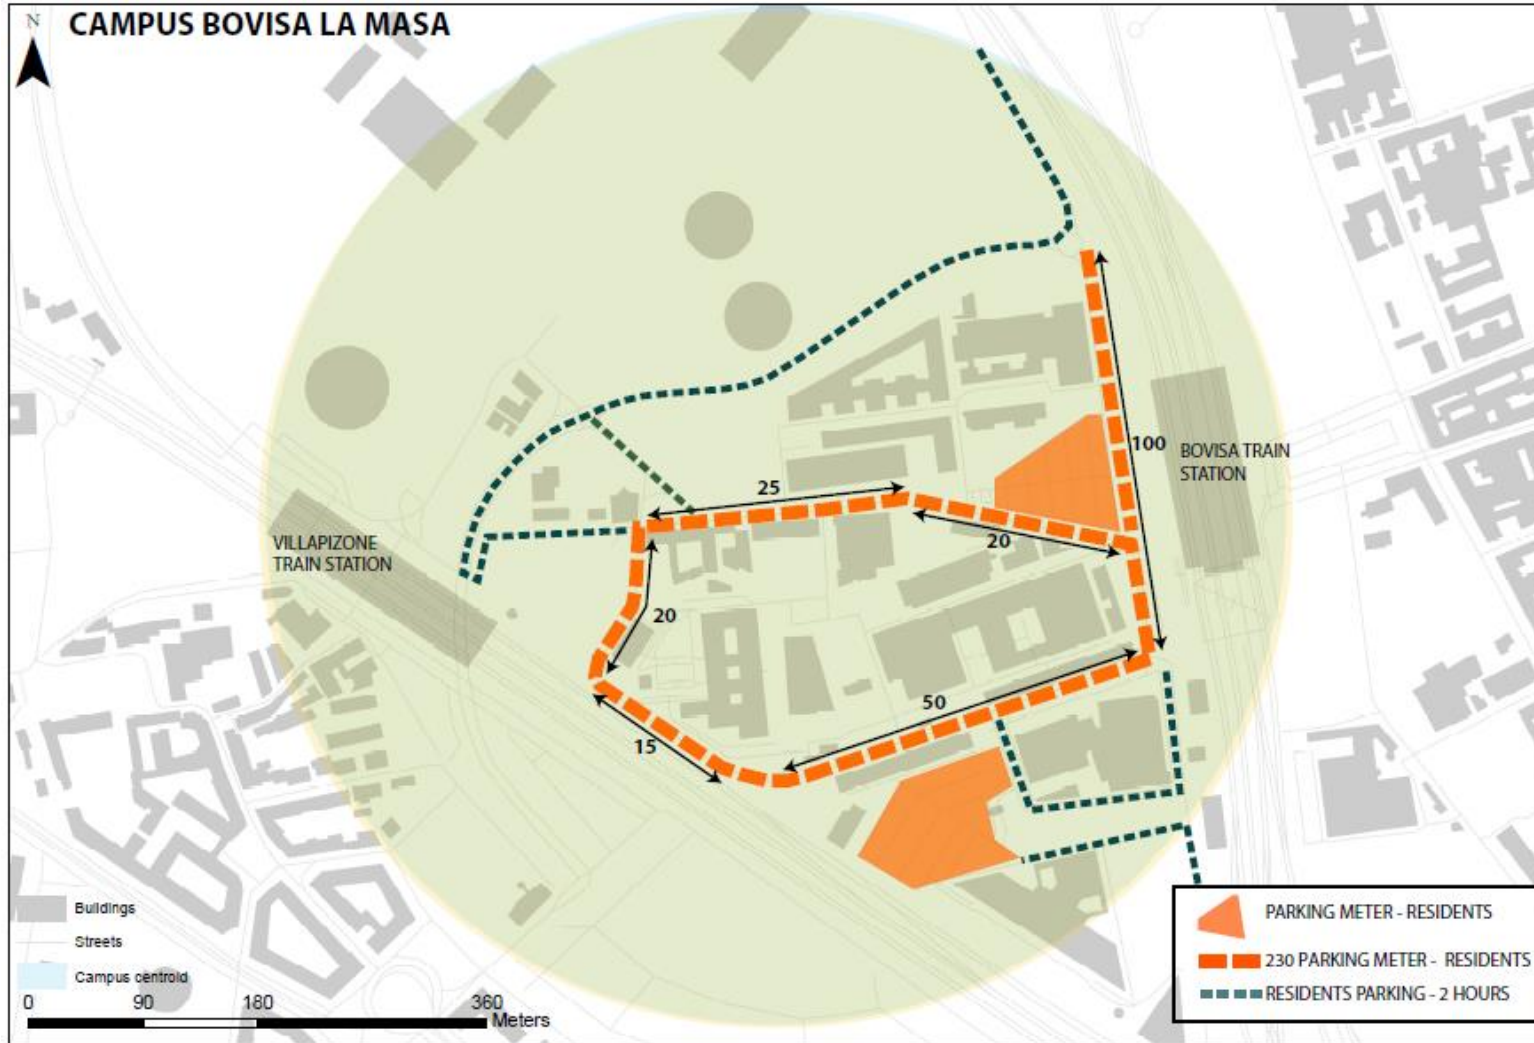 N
CAMPUS BOVISA LA MASA
100
BOVISA TRAIN
STATION
25
20
VILLAPIZONE
TRAIN STATION
20
50
15
Buildings
Streets
Campus centroid
0 90 180 360
Meters
PARKING METER - RESIDENTS
230 PARKING METER - RESIDENTS
RESIDENTS PARKING - 2 HOURS